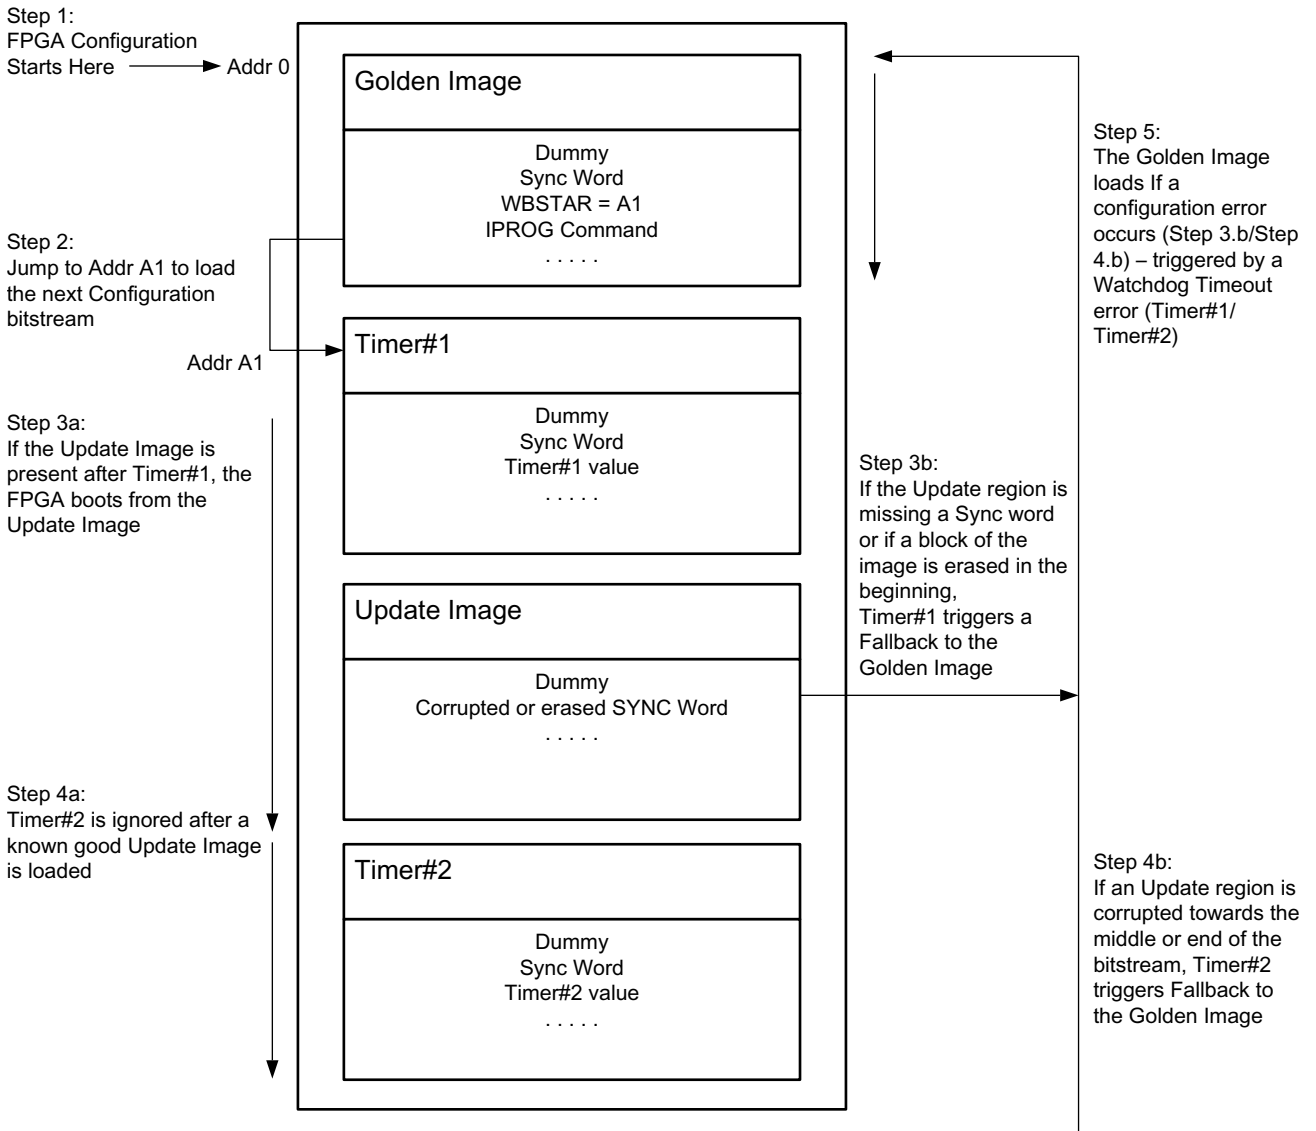 Step 1:
FPGA Configuration
Starts Here
Addr 0
Golden Image
Dummy
Sync Word
WBSTAR = A1
IPROG Command
. . . . .
Step 2:
Jump to Addr A1 to load
the next Configuration
bitstream
Addr A1
Timer#1
Dummy
Sync Word
Timer#1 value
. . . . .
Step 3a:
If the Update Image is
present after Timer#1, the
FPGA boots from the
Update Image
Step 3b:
If the Update region is
missing a Sync word
or if a block of the
image is erased in the
beginning,
Timer#1 triggers a
Fallback to the
Golden Image
Update Image
Dummy
Corrupted or erased SYNC Word
. . . . .
Step 4a:
Timer#2 is ignored after a
known good Update Image
is loaded
Timer#2
Dummy
Sync Word
Timer#2 value
. . . . .
Step 4b:
If an Update region is
corrupted towards the
middle or end of the
bitstream, Timer#2
triggers Fallback to
the Golden Image
Step 5:
The Golden Image
loads If a
configuration error
occurs (Step 3.b/Step
4.b) – triggered by a
Watchdog Timeout
error (Timer#1/
Timer#2)